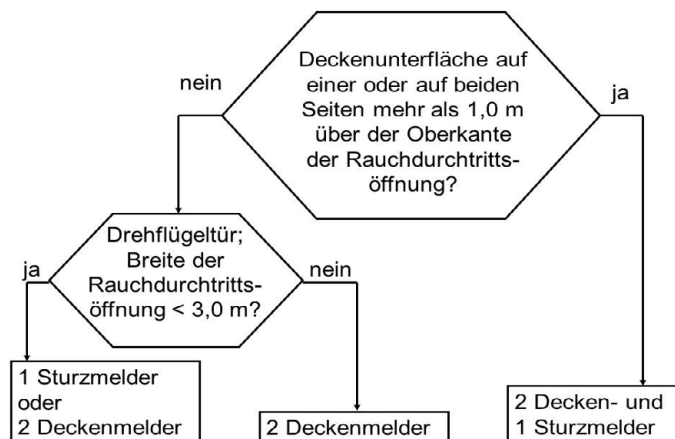 Deckenunterfläche auf
einer oder auf beiden
Seiten mehr als 1,0 m
über der Oberkante
der Rauchdurchtritts-
öffnung?
nein
ja
Drehflügeltür;
Breite der
Rauchdurchtritts-
öffnung < 3,0 m?
ja
nein
1 Sturzmelder
oder
2 Deckenmelder
2 Deckenmelder
2 Decken- und
1 Sturzmelder